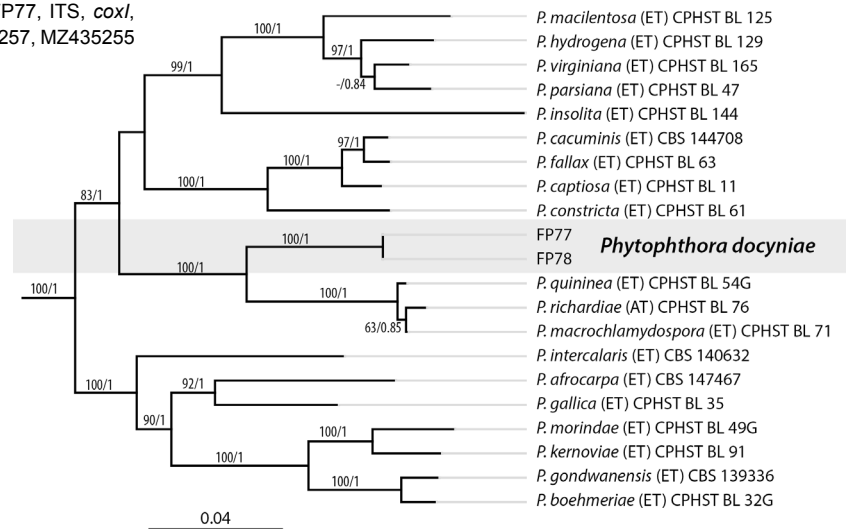 FP77, ITS, coxI,
257, MZ435255
P. macilentosa (ET) CPHST BL 125
100/1
P. hydrogena (ET) CPHST BL 129
97/1
P. virginiana (ET) CPHST BL 165
99/1
-/0.84
P. parsiana (ET) CPHST BL 47
P. insolita (ET) CPHST BL 144
P. cacuminis (ET) CBS 144708
97/1
P. fallax (ET) CPHST BL 63
100/1
100/1
P. captiosa (ET) CPHST BL 11
83/1
P. constricta (ET) CPHST BL 61
FP77
100/1
Phytophthora docyniae
FP78
100/1
P. quininea (ET) CPHST BL 54G
100/1
100/1
P. richardiae (AT) CPHST BL 76
63/0.85
P. macrochlamydospora (ET) CPHST BL 71
P. intercalaris (ET) CBS 140632
100/1
92/1
P. afrocarpa (ET) CBS 147467
P. gallica (ET) CPHST BL 35
90/1
P. morindae (ET) CPHST BL 49G
100/1
P. kernoviae (ET) CPHST BL 91
100/1
P. gondwanensis (ET) CBS 139336
100/1
P. boehmeriae (ET) CPHST BL 32G
0.04